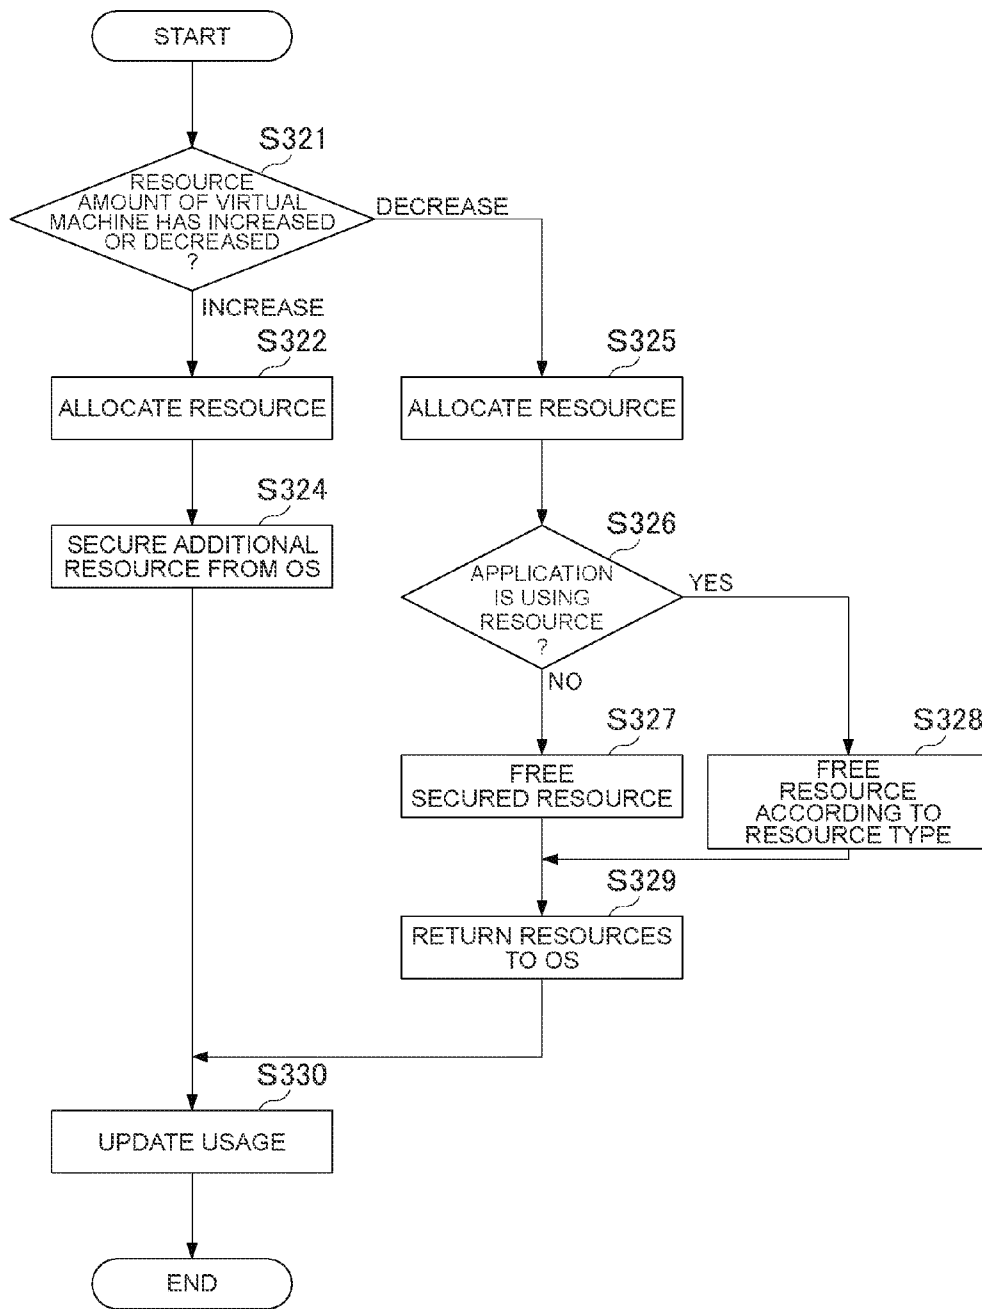 START
S321
RESOURCE
AMOUNT OF VIRTUAL
MACHINE HAS INCREASED
OR DECREASED
?
DECREASE
INCREASE
S322
ALLOCATE RESOURCE
S325
ALLOCATE RESOURCE
S324
SECURE ADDITIONAL
RESOURCE FROM OS
S326
APPLICATION
IS USING
RESOURCE
?
YES
NO
S327
FREE
SECURED RESOURCE
S328
FREE
RESOURCE
ACCORDING TO
RESOURCE TYPE
S329
RETURN RESOURCES
TO OS
S330
UPDATE USAGE
END